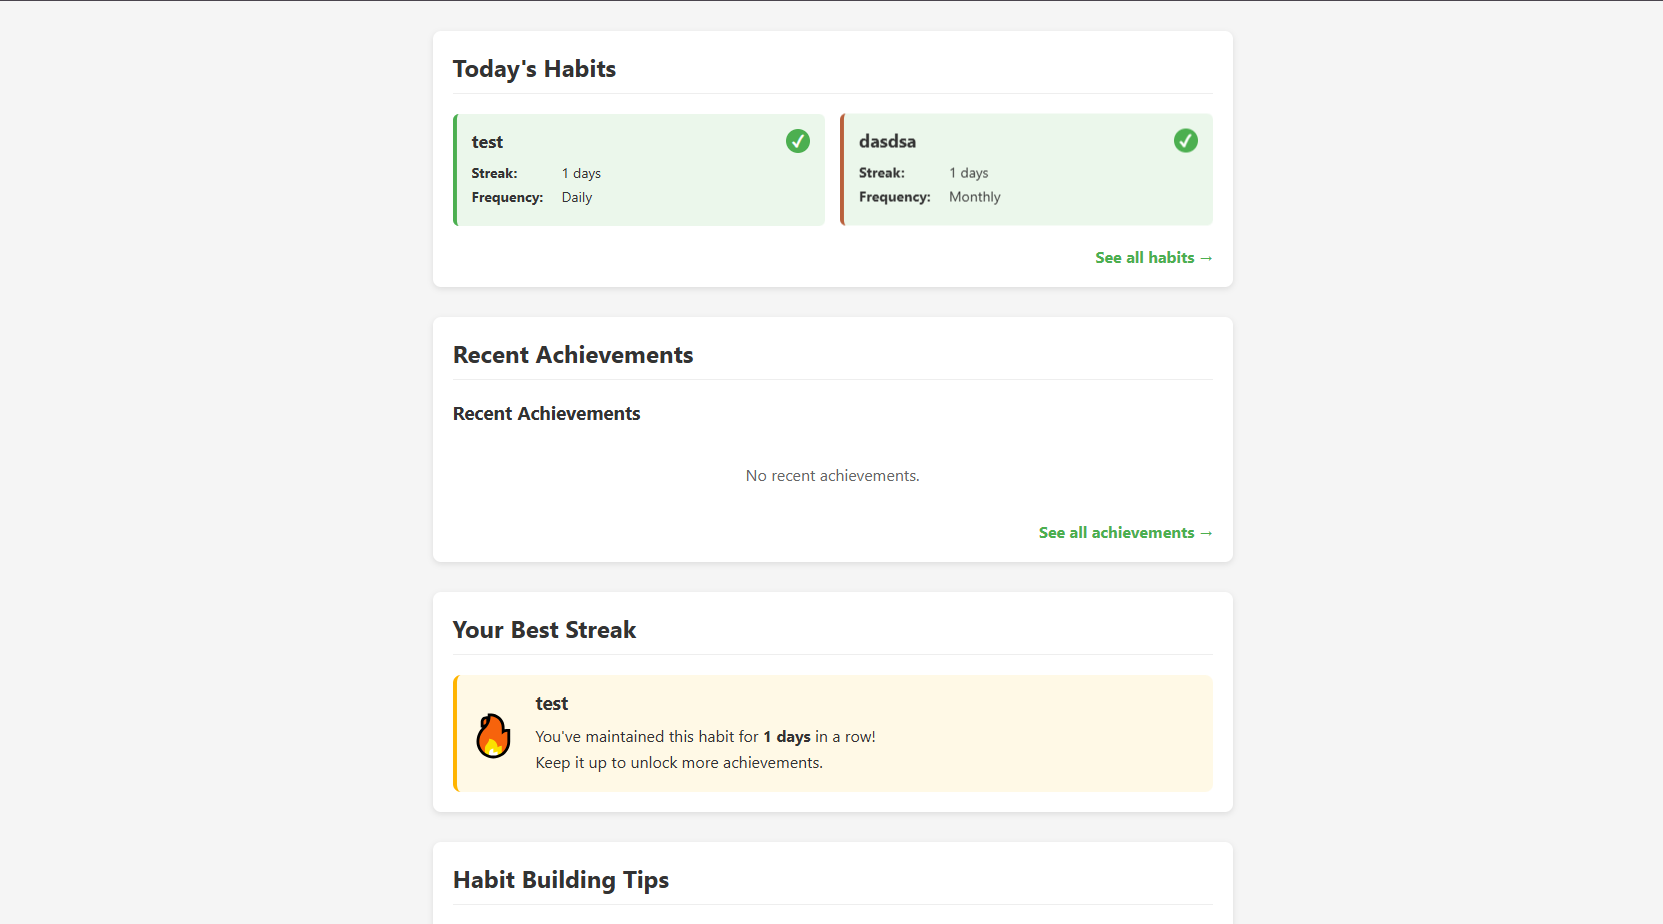 Today's Habits
test
Streak: 1 days
Frequency: Daily
dasdsa
Streak: 1 days
Frequency: Monthly
See all habits →
Recent Achievements
Recent Achievements
No recent achievements.
See all achievements →
Your Best Streak
test
You've maintained this habit for 1 days in a row!
Keep it up to unlock more achievements.
Habit Building Tips